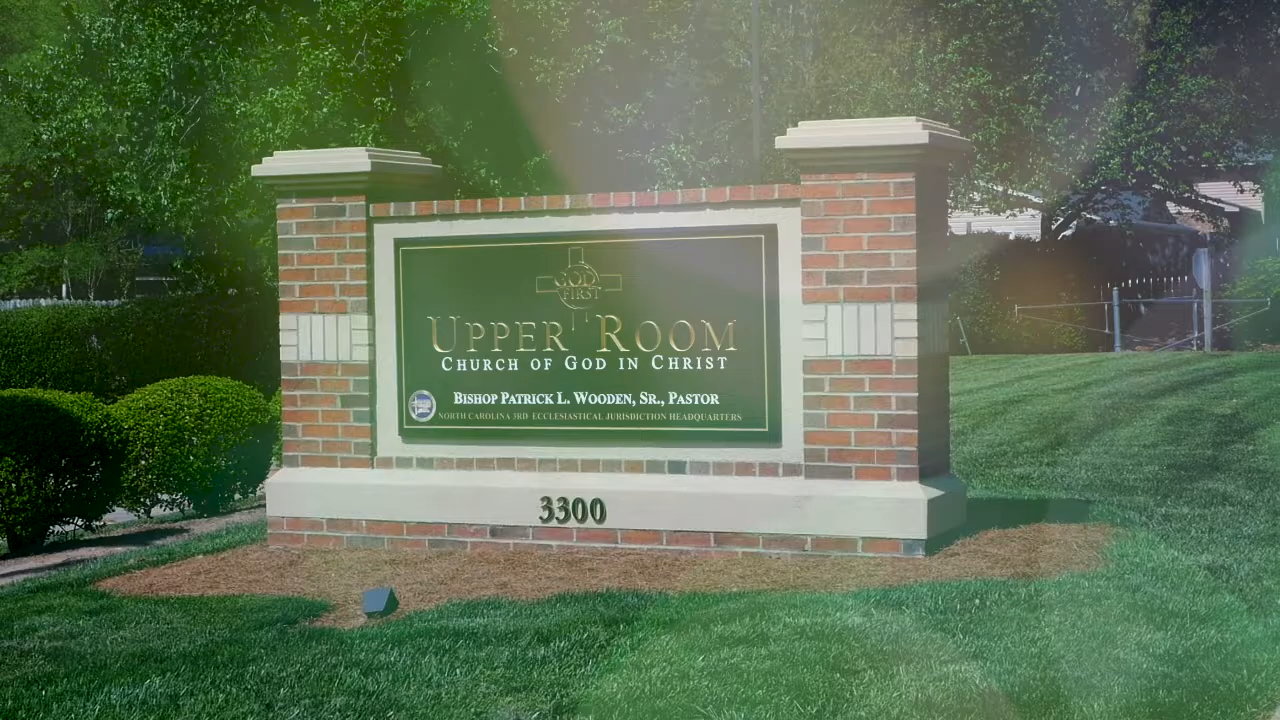 GOD
FIRST
UPPER ROOM
CHURCH OF GOD IN CHRIST
BISHOP PATRICK L. WOODEN, SR., PASTOR
NORTH CAROLINA 3RD ECCLESIASTICAL JURISDICTION HEADQUARTERS
3300